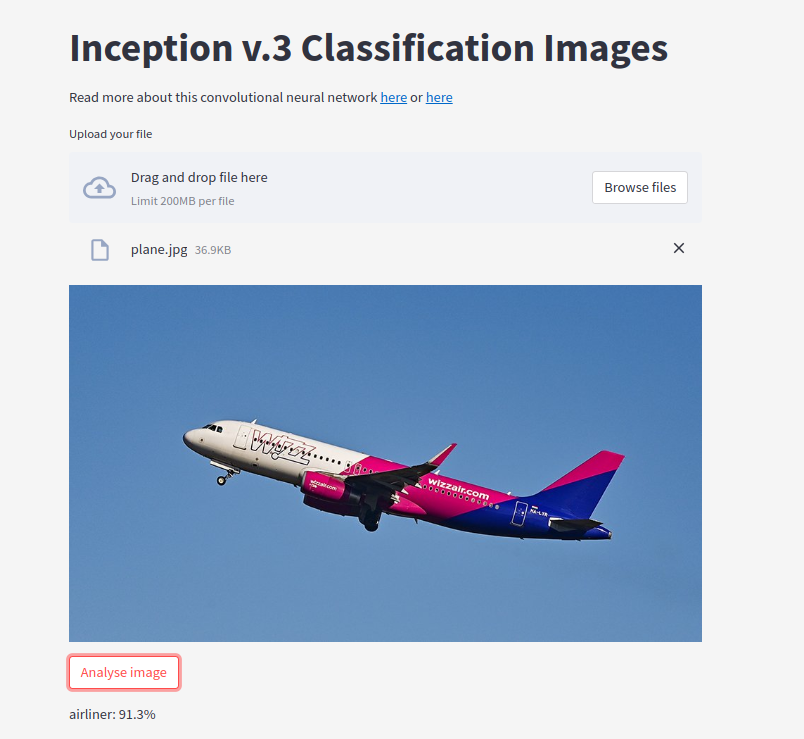 Inception v.3 Classification Images
Read more about this convolutional neural network here or here
Upload your file
Drag and drop file here
Limit 200MB per file
Browse files
plane.jpg 36.9KB
WIZZ
wizzair.com
wizzair.com
Analyse image
airliner: 91.3%